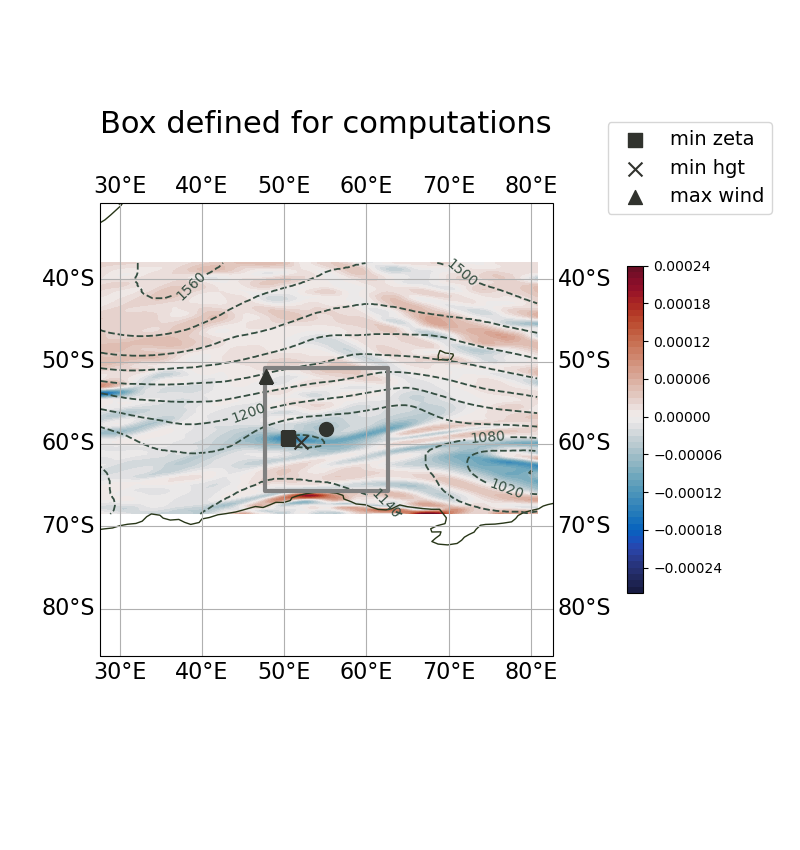 Box defined for computations
min zeta
min hgt
max wind
30°E 40°E 50°E 60°E 70°E 80°E
40°S 40°S
50°S 50°S
60°S 60°S
70°S 70°S
80°S 80°S
30°E 40°E 50°E 60°E 70°E 80°E
1560
1500
1200
1080
1020
1140
0.00024
0.00018
0.00012
0.00006
0.00000
−0.00006
−0.00012
−0.00018
−0.00024